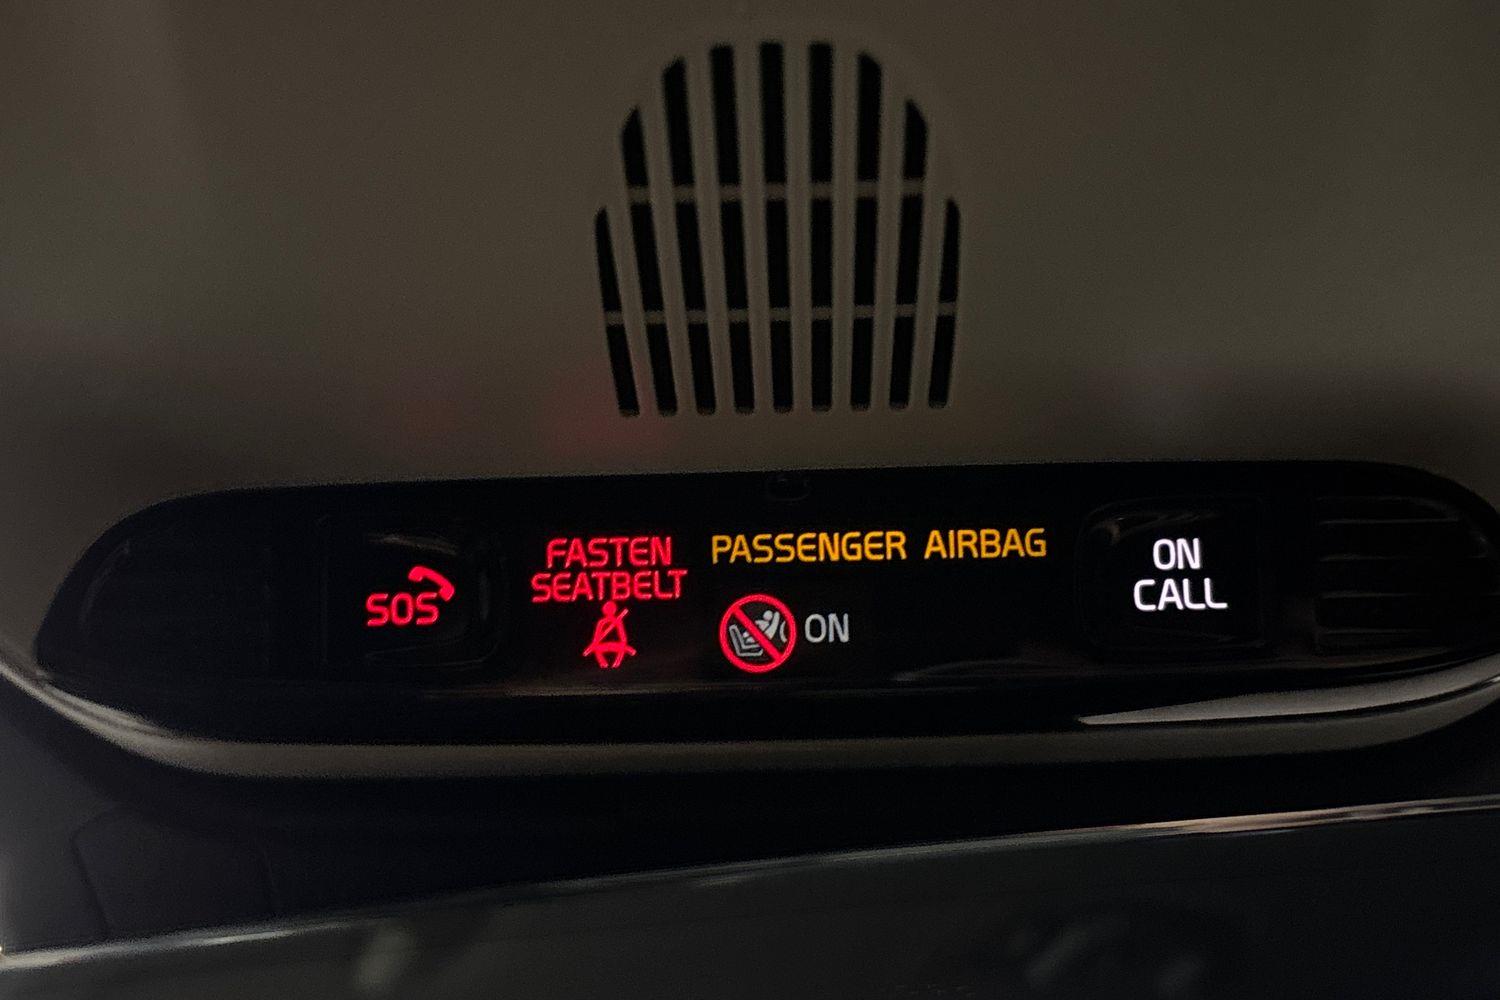 SOS
FASTEN
SEATBELT
PASSENGER AIRBAG
ON
ON
CALL